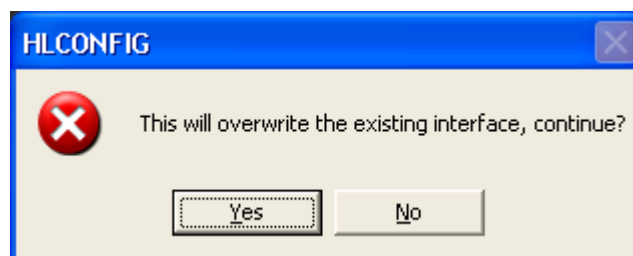 HLCONFIG
This will overwrite the existing interface, continue?
Yes
No